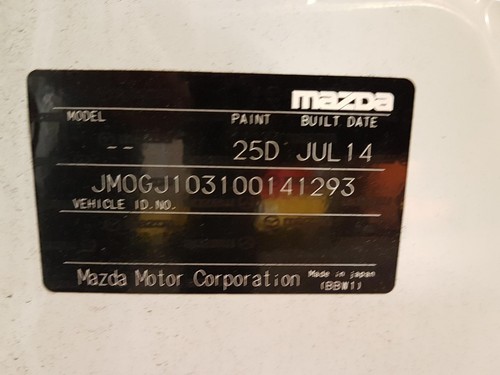 mazda
MODEL PAINT BUILT DATE
-- 25D JUL14
JM0GJ103100141293
VEHICLE ID.NO.
Mazda Motor Corporation
Made in japan
(BBW1)